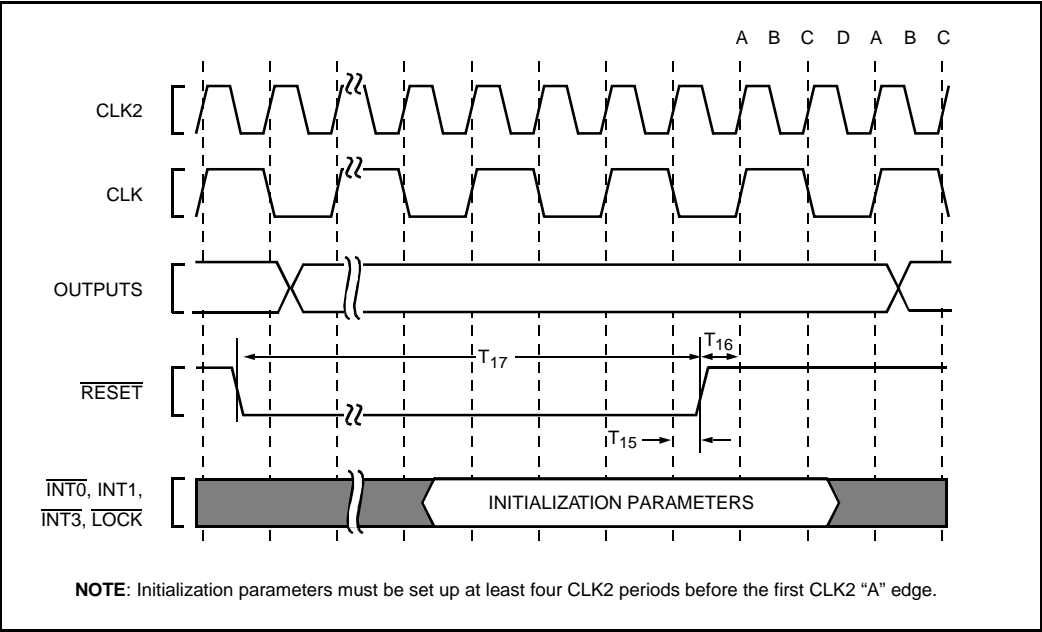 A B C D A B C
CLK2
CLK
OUTPUTS
T16
T17
RESET
T15
INT0, INT1,
INT3, LOCK
INITIALIZATION PARAMETERS
NOTE: Initialization parameters must be set up at least four CLK2 periods before the first CLK2 “A” edge.